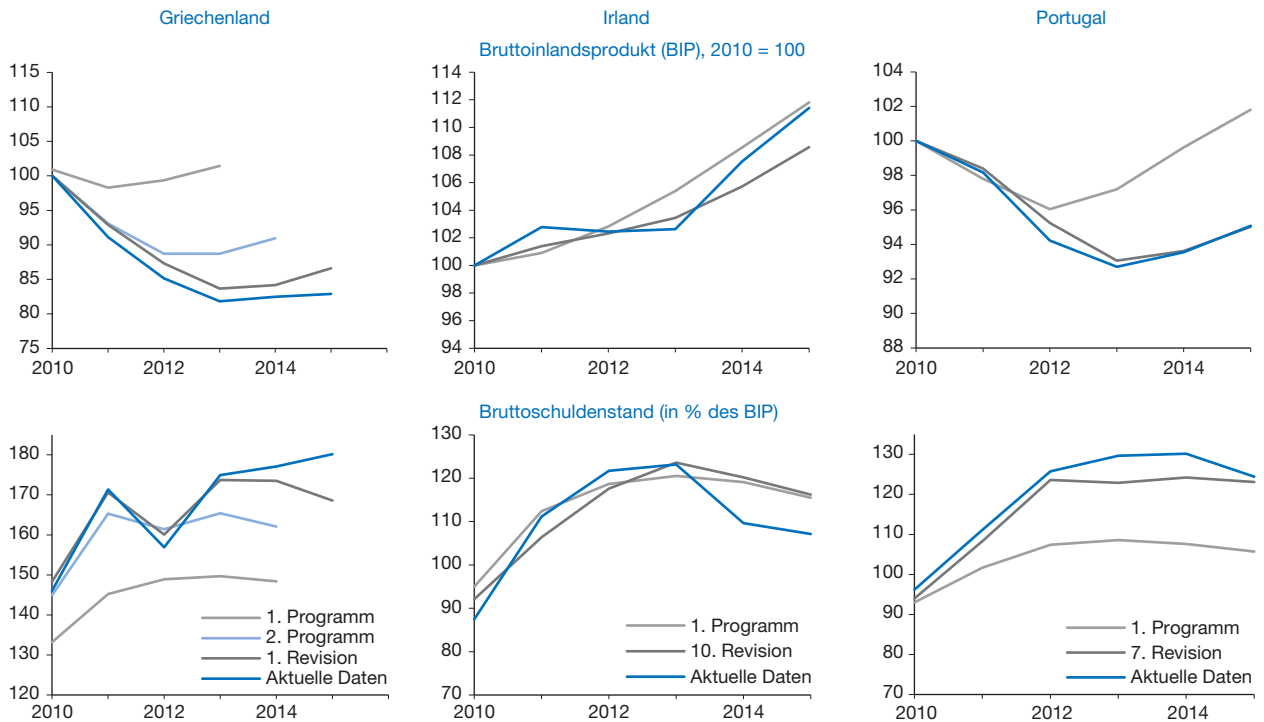 Griechenland
Irland
Portugal
Bruttoinlandsprodukt (BIP), 2010 = 100
115
110
105
100
95
90
85
80
75
2010 2012 2014
114
112
110
108
106
104
102
100
98
96
94
2010 2012 2014
104
102
100
98
96
94
92
90
88
2010 2012 2014
Bruttoschuldenstand (in % des BIP)
180
170
160
150
140
130
120
2010 2012 2014
1. Programm
2. Programm
1. Revision
Aktuelle Daten
130
120
110
100
90
80
70
2010 2012 2014
1. Programm
10. Revision
Aktuelle Daten
130
120
110
100
90
80
70
2010 2012 2014
1. Programm
7. Revision
Aktuelle Daten